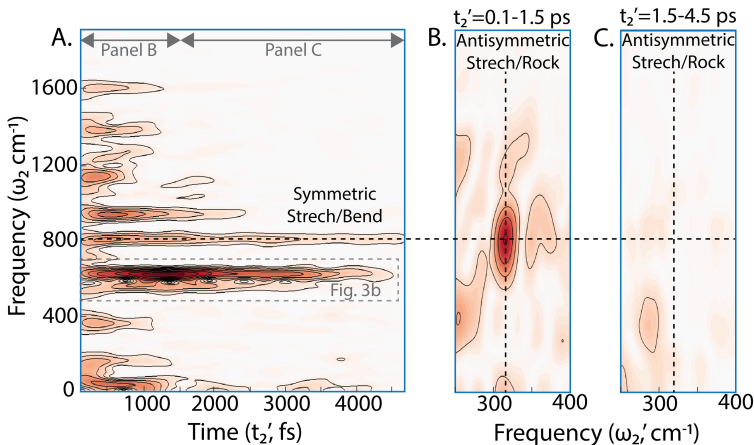 t₂′=0.1-1.5 ps
t₂′=1.5-4.5 ps
A.
B.
C.
Panel B
Panel C
Antisymmetric
Strech/Rock
Antisymmetric
Strech/Rock
Symmetric
Strech/Bend
Fig. 3b
Frequency (ω₂ cm⁻¹)
1600
1200
800
400
0
1000
2000
3000
4000
Time (t₂′, fs)
300
400
300
400
Frequency (ω₂′, cm⁻¹)